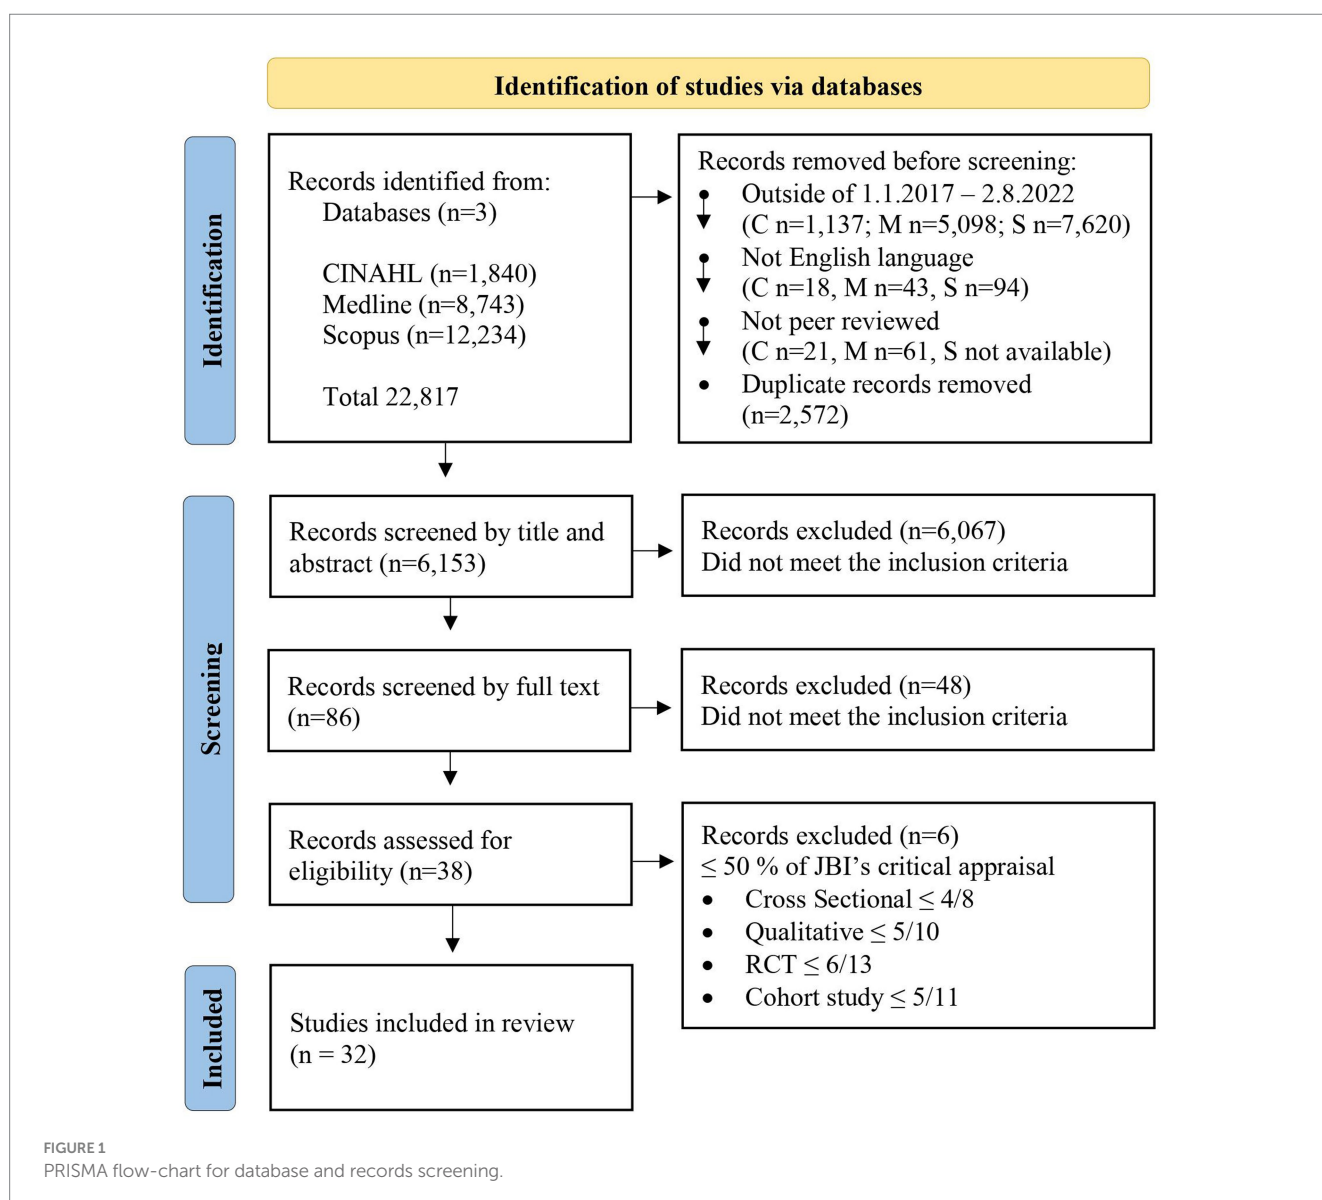 Identification of studies via databases
Identification
Records identified from:
Databases (n=3)
CINAHL (n=1,840)
Medline (n=8,743)
Scopus (n=12,234)
Total 22,817
Records removed before screening:
• Outside of 1.1.2017 – 2.8.2022
(C n=1,137; M n=5,098; S n=7,620)
• Not English language
(C n=18, M n=43, S n=94)
• Not peer reviewed
(C n=21, M n=61, S not available)
• Duplicate records removed
(n=2,572)
Screening
Records screened by title and
abstract (n=6,153)
Records excluded (n=6,067)
Did not meet the inclusion criteria
Records screened by full text
(n=86)
Records excluded (n=48)
Did not meet the inclusion criteria
Records assessed for
eligibility (n=38)
Records excluded (n=6)
≤ 50 % of JBI’s critical appraisal
• Cross Sectional ≤ 4/8
• Qualitative ≤ 5/10
• RCT ≤ 6/13
• Cohort study ≤ 5/11
Included
Studies included in review
(n = 32)
FIGURE 1
PRISMA flow-chart for database and records screening.